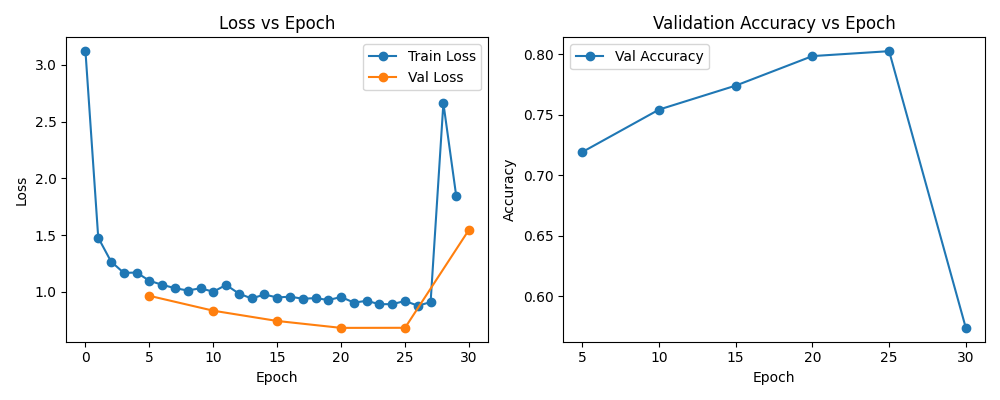 Loss vs Epoch
Train Loss
Val Loss
3.0
2.5
2.0
1.5
1.0
Loss
0 5 10 15 20 25 30
Epoch
Validation Accuracy vs Epoch
Val Accuracy
0.80
0.75
0.70
0.65
0.60
Accuracy
5 10 15 20 25 30
Epoch